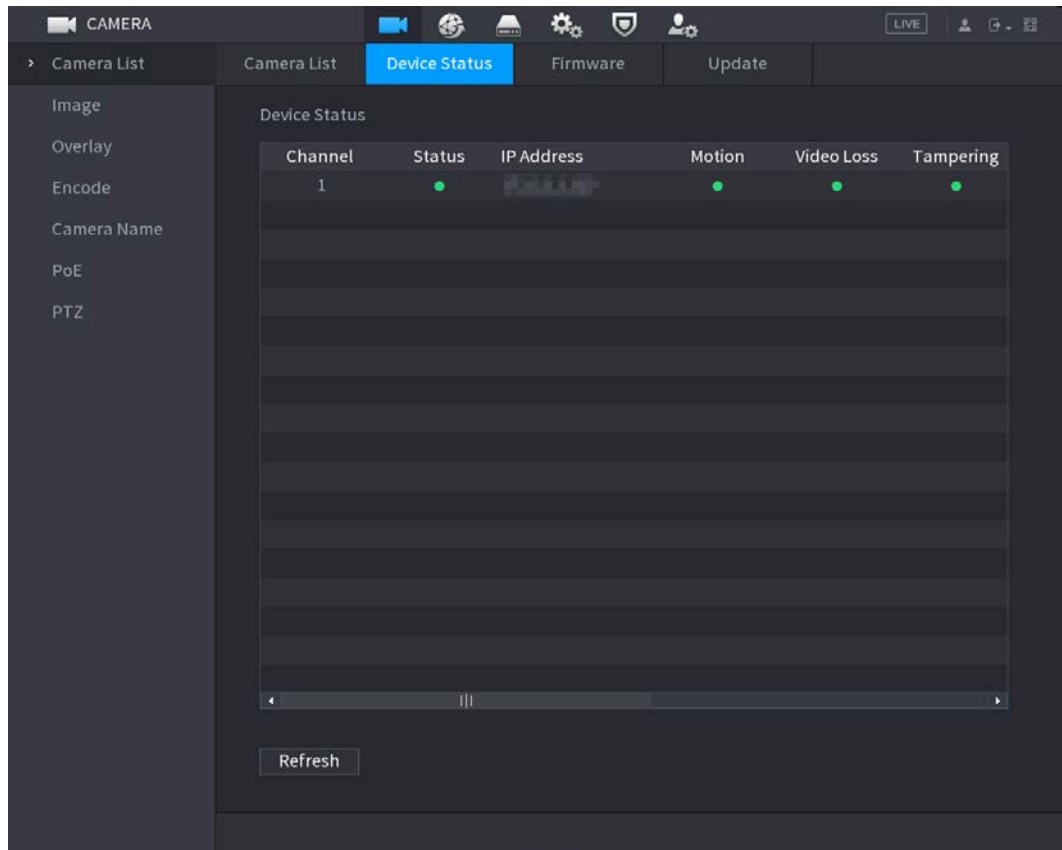 CAMERA
LIVE
Camera List
Image
Overlay
Encode
Camera Name
PoE
PTZ
Camera List Device Status Firmware Update
Device Status
Channel Status IP Address Motion Video Loss Tampering
1
Refresh